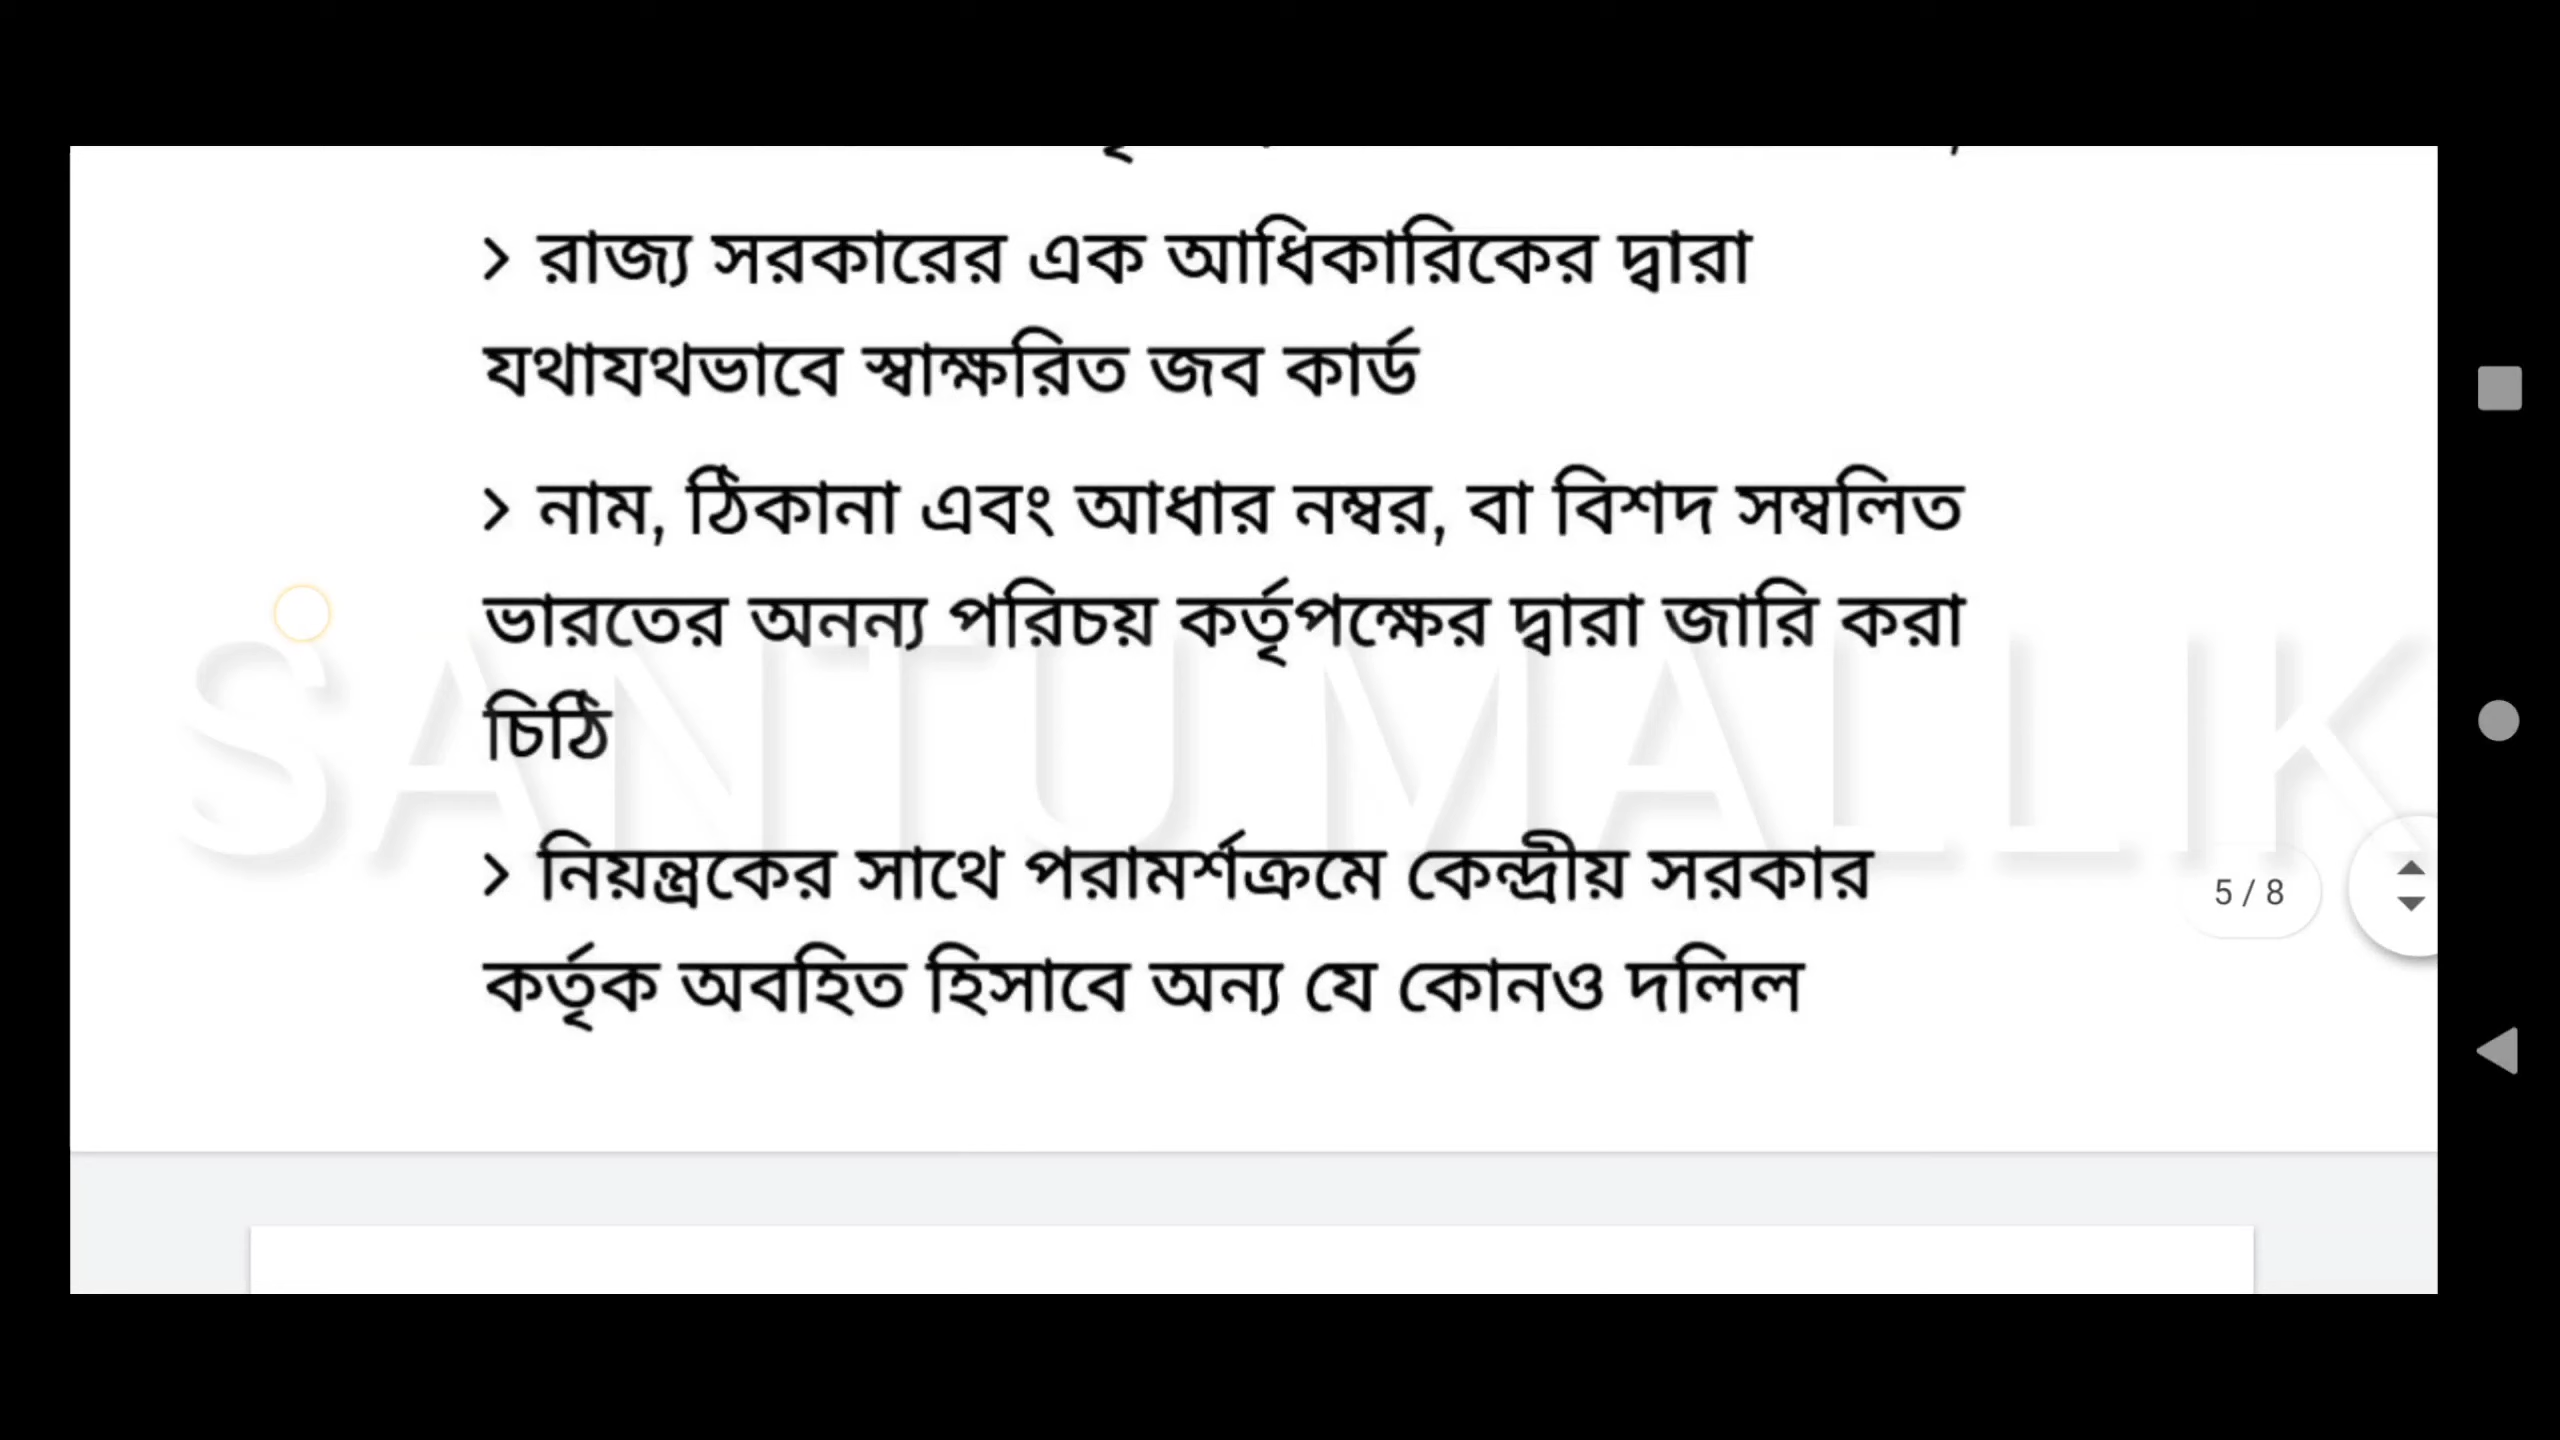 > রাজ্য সরকারের এক আধিকারিকের দ্বারা
যথাযথভাবে স্বাক্ষরিত জব কার্ড
> নাম, ঠিকানা এবং আধার নম্বর, বা বিশদ সম্বলিত
ভারতের অনন্য পরিচয় কর্তৃপক্ষের দ্বারা জারি করা
চিঠি
SANTU MALLIK
> নিয়ন্ত্রকের সাথে পরামর্শক্রমে কেন্দ্রীয় সরকার
5 / 8
কর্তৃক অবহিত হিসাবে অন্য যে কোনও দলিল